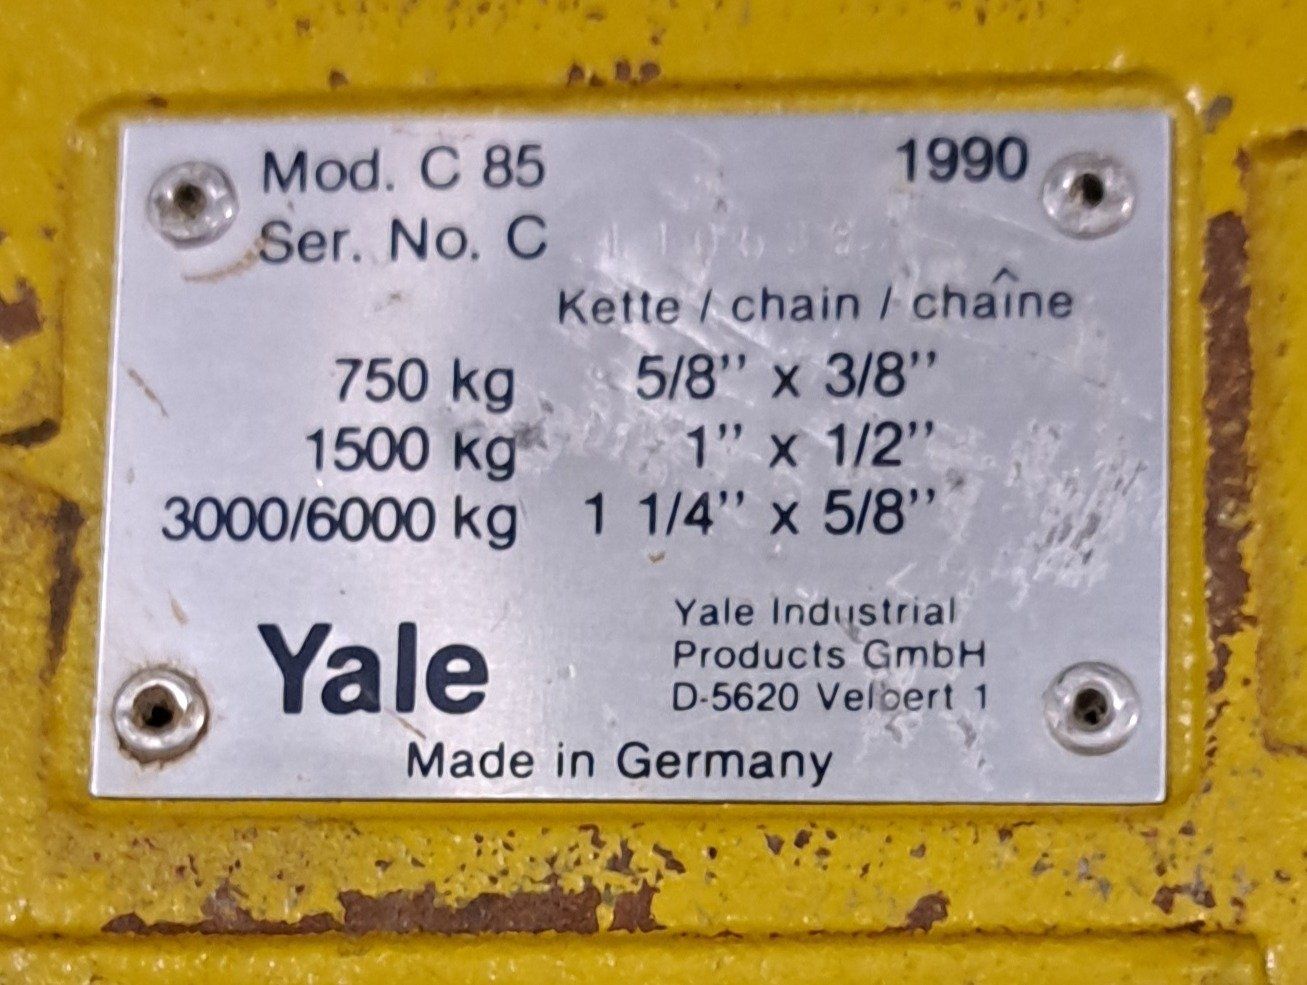 Mod. C 85 1990
Ser. No. C
Kette / chain / chaîne
750 kg 5/8" x 3/8"
1500 kg 1" x 1/2"
3000/6000 kg 1 1/4" x 5/8"
Yale
Yale Industrial
Products GmbH
D-5620 Velbert 1
Made in Germany